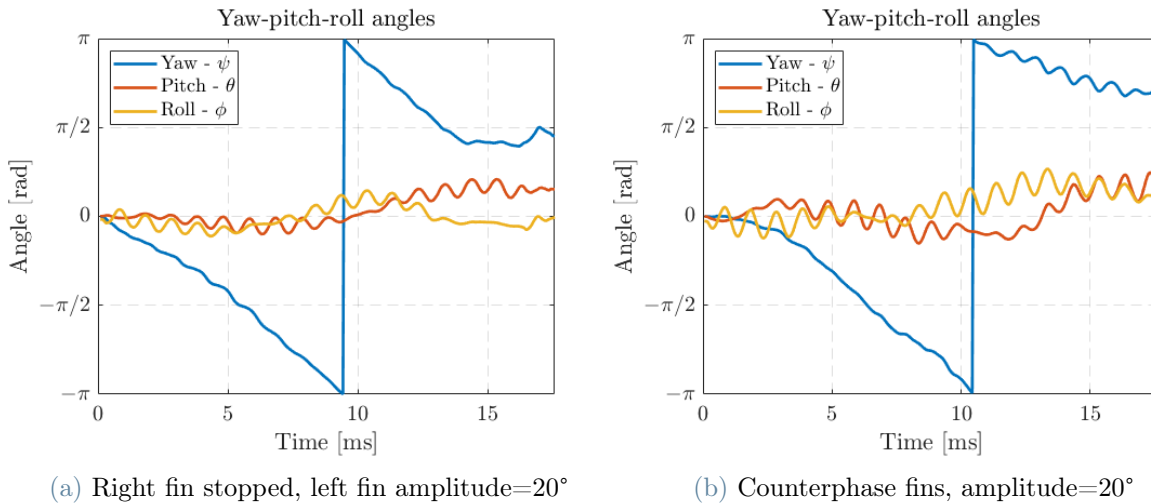 Yaw-pitch-roll angles
π
π/2
0
−π/2
−π
Angle [rad]
Yaw - ψ
Pitch - θ
Roll - ϕ
0
5
10
15
Time [ms]
(a) Right fin stopped, left fin amplitude=20°
Yaw-pitch-roll angles
π
π/2
0
−π/2
−π
Angle [rad]
Yaw - ψ
Pitch - θ
Roll - ϕ
0
5
10
15
Time [ms]
(b) Counterphase fins, amplitude=20°